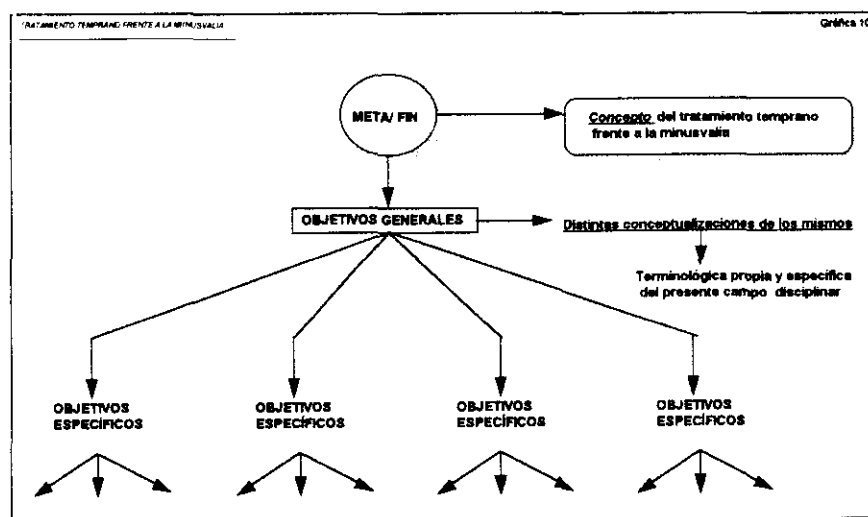 TRATAMIENTO TEMPRANO FRENTE A LA MINUSVALIA
Gráfica 10
META/ FIN
Concepto del tratamiento temprano
frente a la minusvalía
OBJETIVOS GENERALES
Distintas conceptualizaciones de los mismos
Terminológica propia y específica
del presente campo disciplinar
OBJETIVOS
ESPECÍFICOS
OBJETIVOS
ESPECÍFICOS
OBJETIVOS
ESPECÍFICOS
OBJETIVOS
ESPECÍFICOS